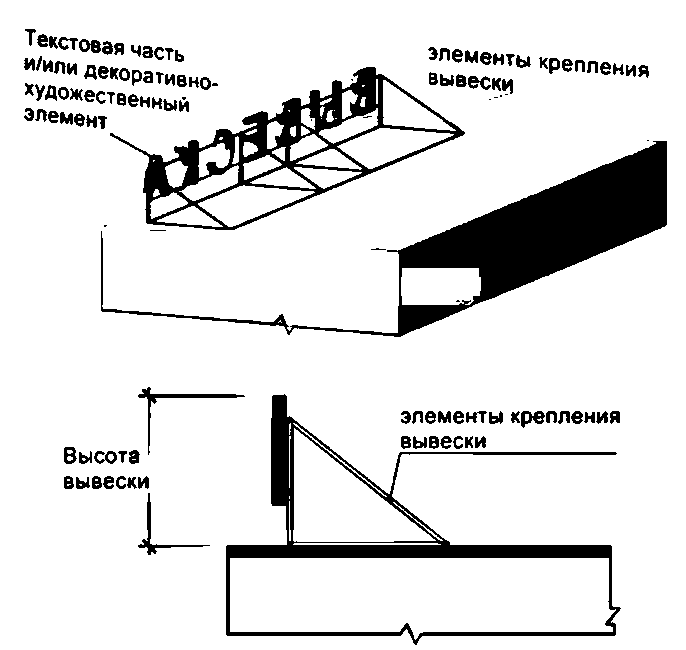 Текстовая часть
и/или декоративно-
художественный
элемент
элементы крепления
вывески
ВЫВЕСКА
элементы крепления
вывески
Высота
вывески